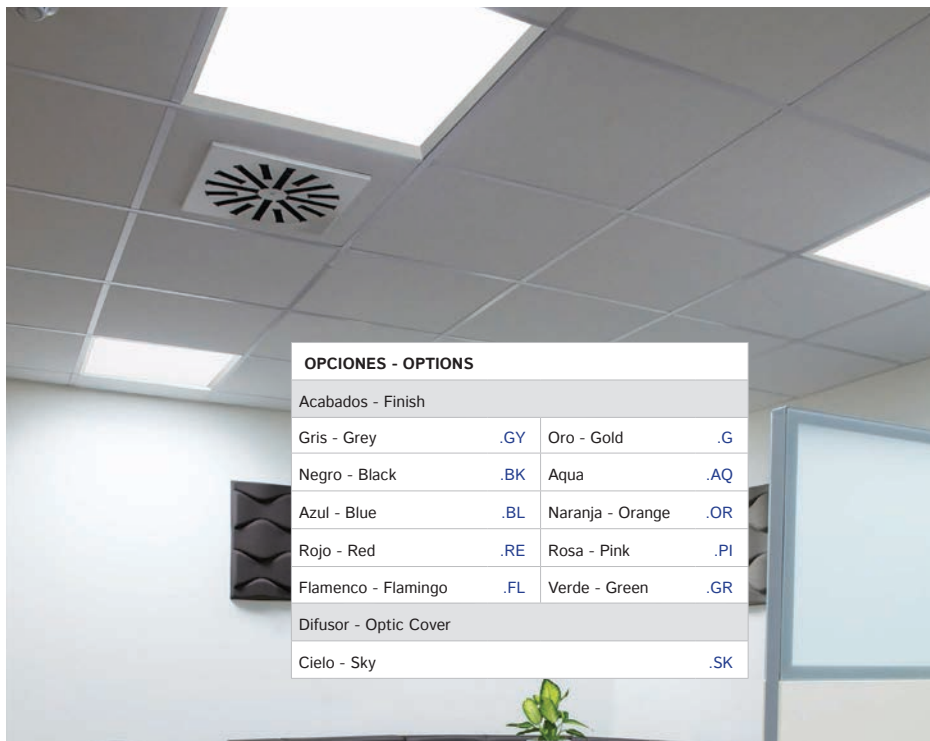 OPCIONES - OPTIONS
Acabados - Finish
Gris - Grey .GY Oro - Gold .G
Negro - Black .BK Aqua .AQ
Azul - Blue .BL Naranja - Orange .OR
Rojo - Red .RE Rosa - Pink .PI
Flamenco - Flamingo .FL Verde - Green .GR
Difusor - Optic Cover
Cielo - Sky .SK